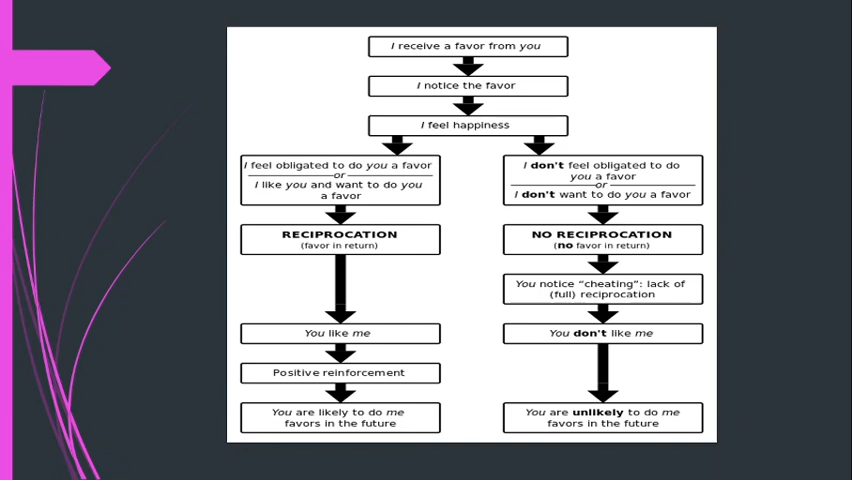 I receive a favor from you
I notice the favor
I feel happiness
I feel obligated to do you a favor
or
I like you and want to do you
a favor
RECIPROCATION
(favor in return)
You like me
Positive reinforcement
You are likely to do me
favors in the future
I don't feel obligated to do
you a favor
or
I don't want to do you a favor
NO RECIPROCATION
(no favor in return)
You notice “cheating”: lack of
(full) reciprocation
You don't like me
You are unlikely to do me
favors in the future